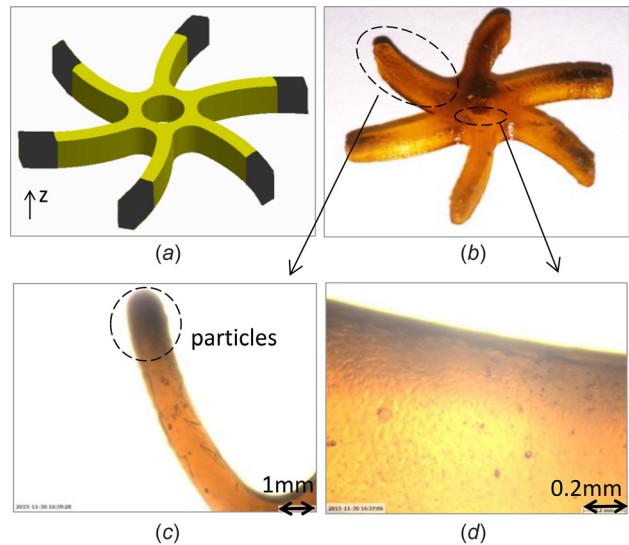 z
(a)
(b)
particles
1mm
2015-11-30 16:39:28
(c)
0.2mm
2015-11-30 16:37:06
(d)